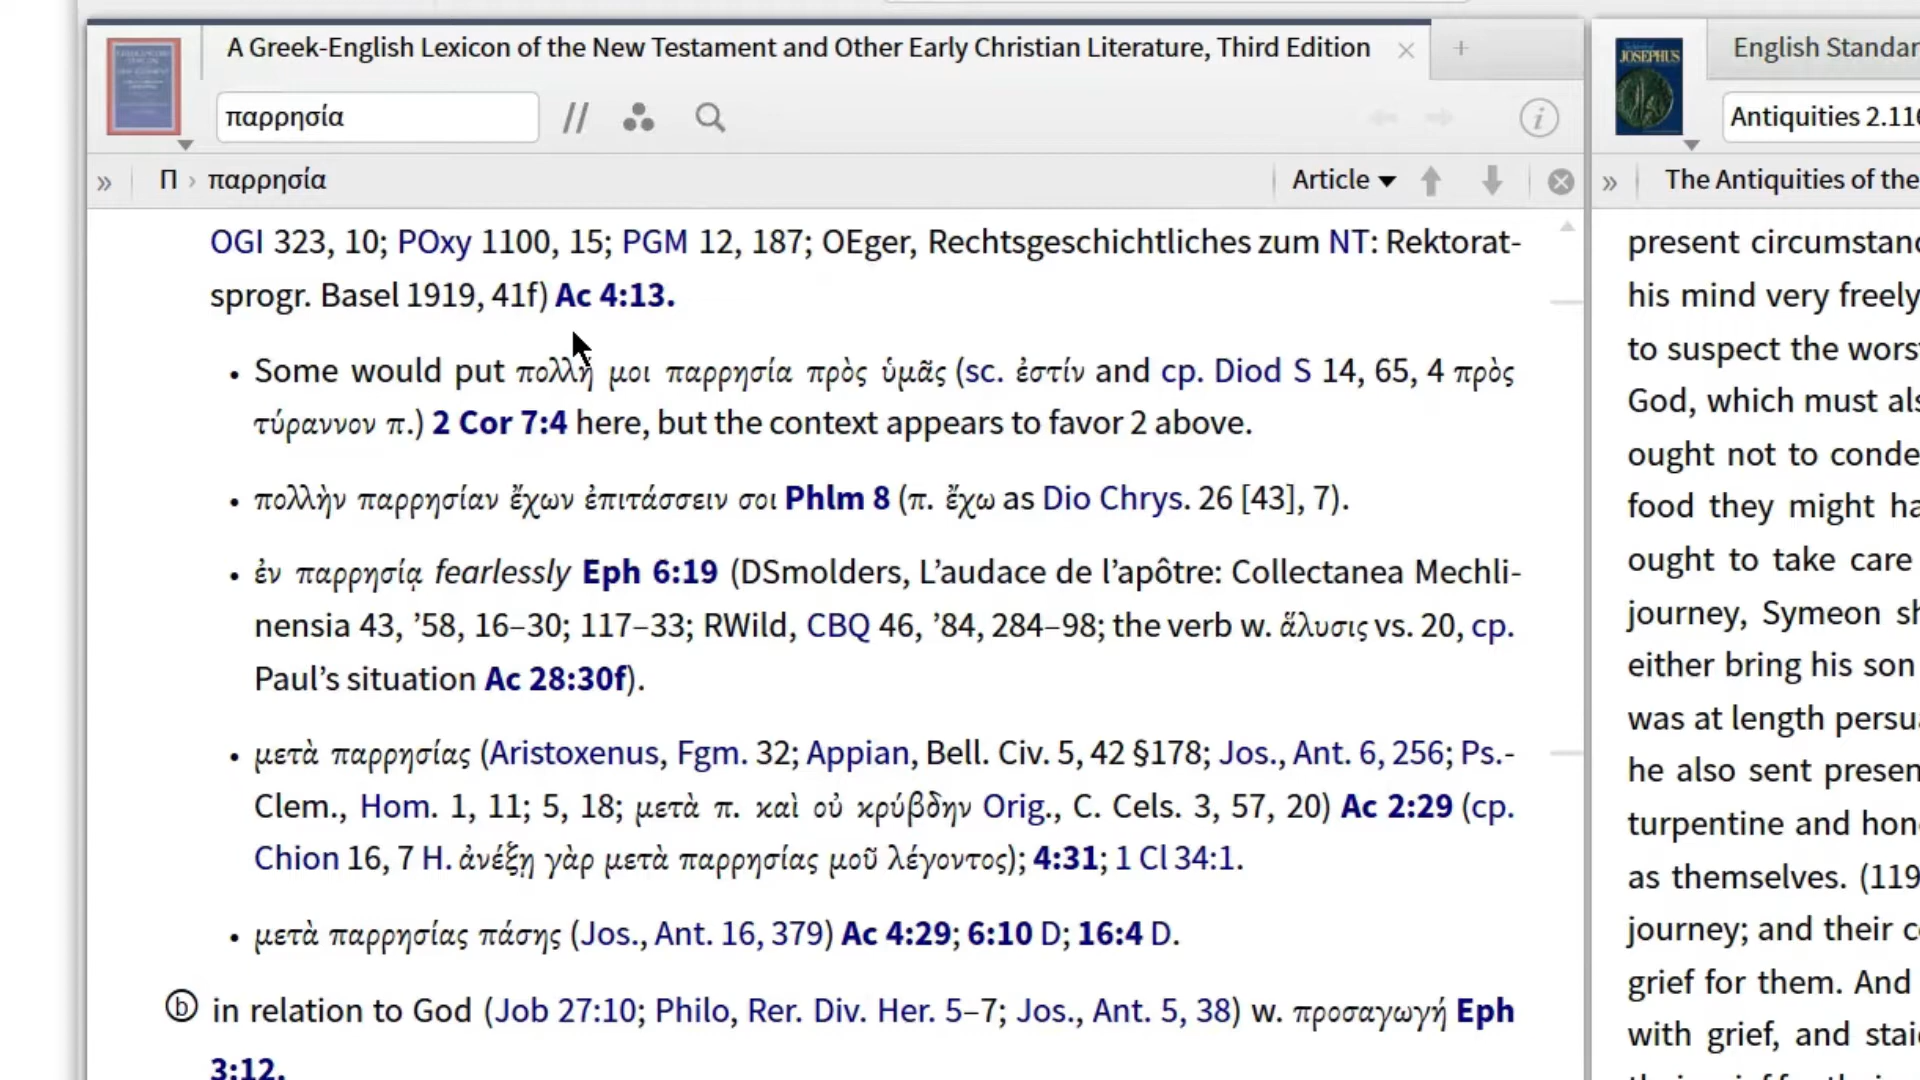 A Greek-English Lexicon of the New Testament and Other Early Christian Literature, Third Edition
παρρησία
Π › παρρησία
Article
OGI 323, 10; POxy 1100, 15; PGM 12, 187; OEger, Rechtsgeschichtliches zum NT: Rektorat-
sprogr. Basel 1919, 41f) Ac 4:13.
• Some would put πολλή μοι παρρησία πρὸς ὑμᾶς (sc. ἐστίν and cp. Diod S 14, 65, 4 πρὸς
τύραννον π.) 2 Cor 7:4 here, but the context appears to favor 2 above.
• πολλὴν παρρησίαν ἔχων ἐπιτάσσειν σοι Phlm 8 (π. ἔχω as Dio Chrys. 26 [43], 7).
• ἐν παρρησίᾳ fearlessly Eph 6:19 (DSmolders, L’audace de l’apôtre: Collectanea Mechli-
nensia 43, ’58, 16–30; 117–33; RWild, CBQ 46, ’84, 284–98; the verb w. ἅλυσις vs. 20, cp.
Paul’s situation Ac 28:30f).
• μετὰ παρρησίας (Aristoxenus, Fgm. 32; Appian, Bell. Civ. 5, 42 §178; Jos., Ant. 6, 256; Ps.-
Clem., Hom. 1, 11; 5, 18; μετὰ π. καὶ οὐ κρύβδην Orig., C. Cels. 3, 57, 20) Ac 2:29 (cp.
Chion 16, 7 H. ἀνέξῃ γὰρ μετὰ παρρησίας μοῦ λέγοντος); 4:31; 1 Cl 34:1.
• μετὰ παρρησίας πάσης (Jos., Ant. 16, 379) Ac 4:29; 6:10 D; 16:4 D.
ⓑ in relation to God (Job 27:10; Philo, Rer. Div. Her. 5–7; Jos., Ant. 5, 38) w. προσαγωγή Eph
3:12.
JOSEPHUS
English Standar
Antiquities 2.116
The Antiquities of the
present circumstanc
his mind very freely
to suspect the worst
God, which must als
ought not to conde
food they might ha
ought to take care
journey, Symeon sh
either bring his son
was at length persua
he also sent presen
turpentine and hone
as themselves. (119
journey; and their co
grief for them. And
with grief, and staid